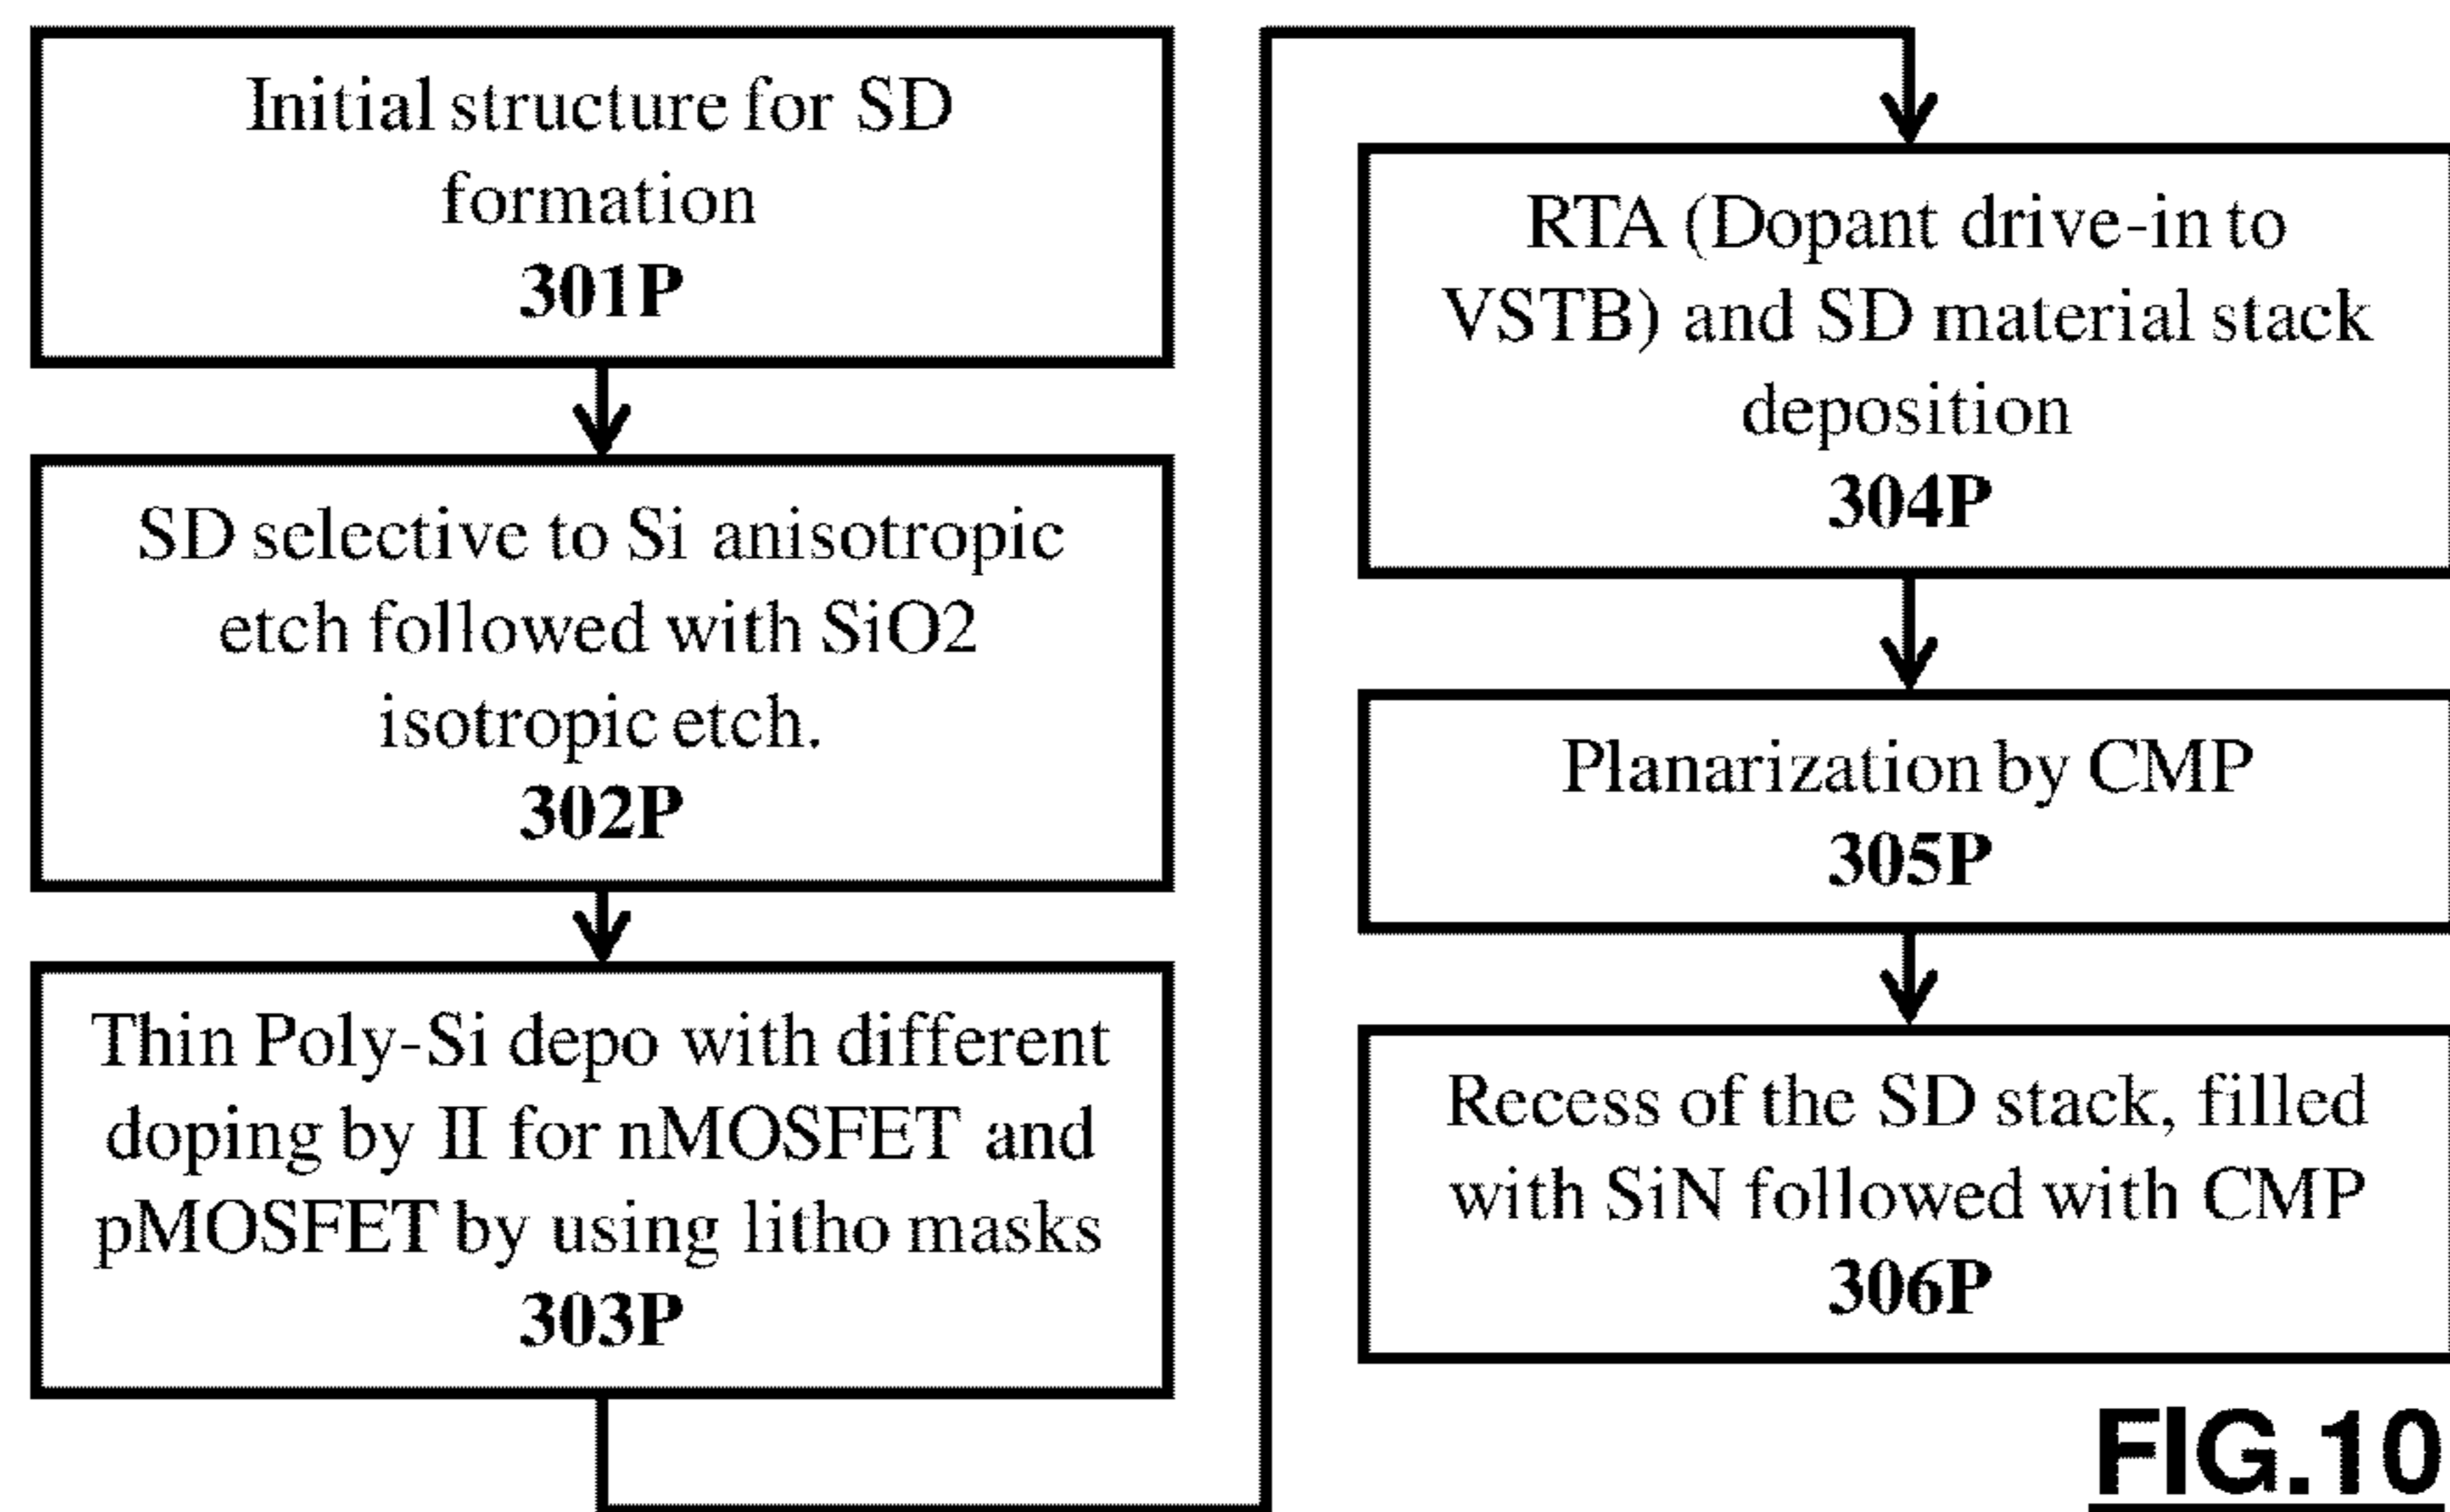 Initial structure for SD
formation
301P
SD selective to Si anisotropic
etch followed with SiO2
isotropic etch.
302P
Thin Poly-Si depo with different
doping by II for nMOSFET and
pMOSFET by using litho masks
303P
RTA (Dopant drive-in to
VSTB) and SD material stack
deposition
304P
Planarization by CMP
305P
Recess of the SD stack, filled
with SiN followed with CMP
306P
FIG.10